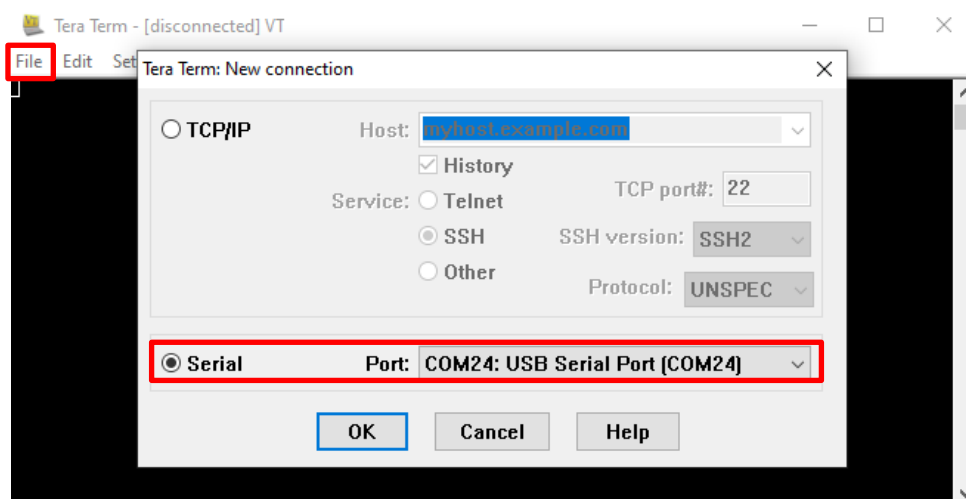 Tera Term - [disconnected] VT
File Edit Set
Tera Term: New connection
TCP/IP Host: myhost.example.com
History
Service: Telnet TCP port#: 22
SSH SSH version: SSH2
Other Protocol: UNSPEC
Serial Port: COM24: USB Serial Port (COM24)
OK Cancel Help